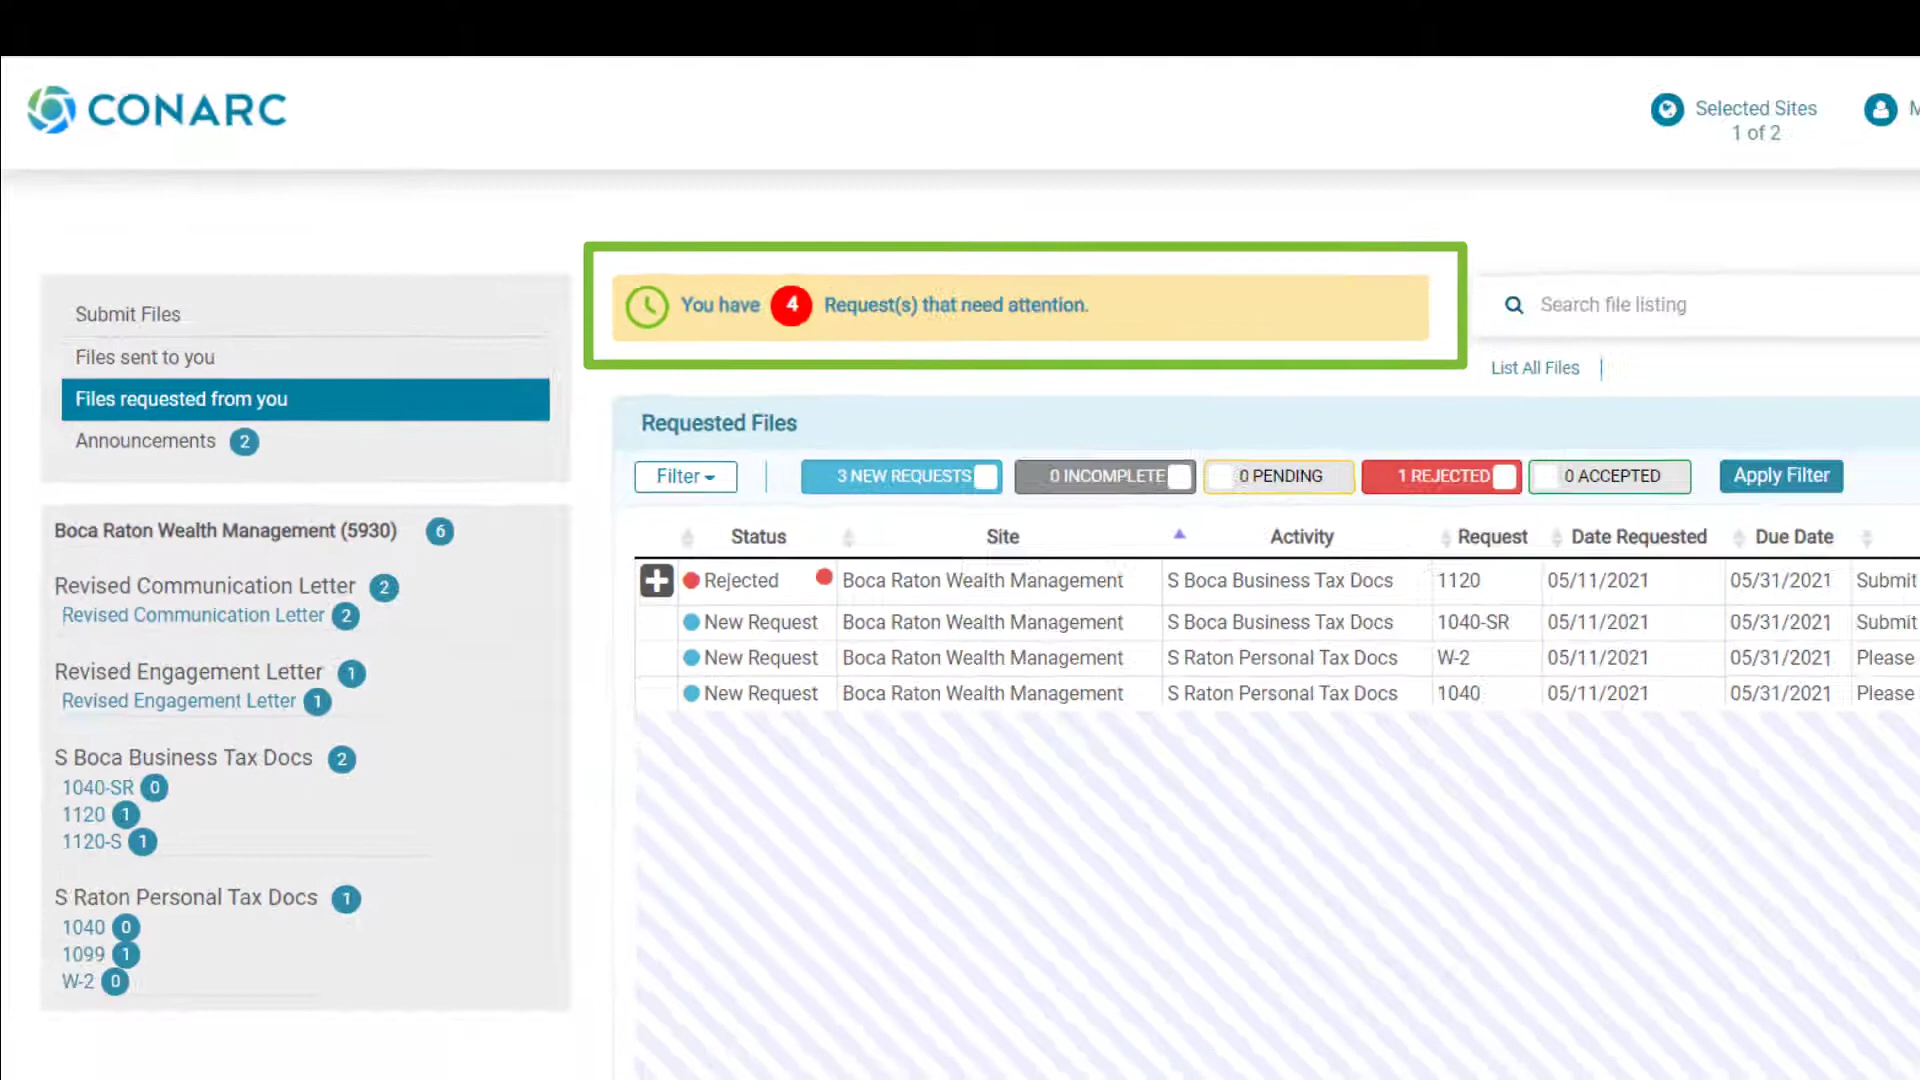 CONARC
Selected Sites
1 of 2
M
Submit Files
Files sent to you
Files requested from you
Announcements 2
You have 4 Request(s) that need attention.
Search file listing
List All Files
Boca Raton Wealth Management (5930) 6
Revised Communication Letter 2
Revised Communication Letter 2
Revised Engagement Letter 1
Revised Engagement Letter 1
S Boca Business Tax Docs 2
1040-SR 0
1120 1
1120-S 1
S Raton Personal Tax Docs 1
1040 0
1099 1
W-2 0
Requested Files
Filter 3 NEW REQUESTS 0 INCOMPLETE 0 PENDING 1 REJECTED 0 ACCEPTED Apply Filter
Status Site Activity Request Date Requested Due Date
Rejected Boca Raton Wealth Management S Boca Business Tax Docs 1120 05/11/2021 05/31/2021 Submit
New Request Boca Raton Wealth Management S Boca Business Tax Docs 1040-SR 05/11/2021 05/31/2021 Submit
New Request Boca Raton Wealth Management S Raton Personal Tax Docs W-2 05/11/2021 05/31/2021 Please
New Request Boca Raton Wealth Management S Raton Personal Tax Docs 1040 05/11/2021 05/31/2021 Please